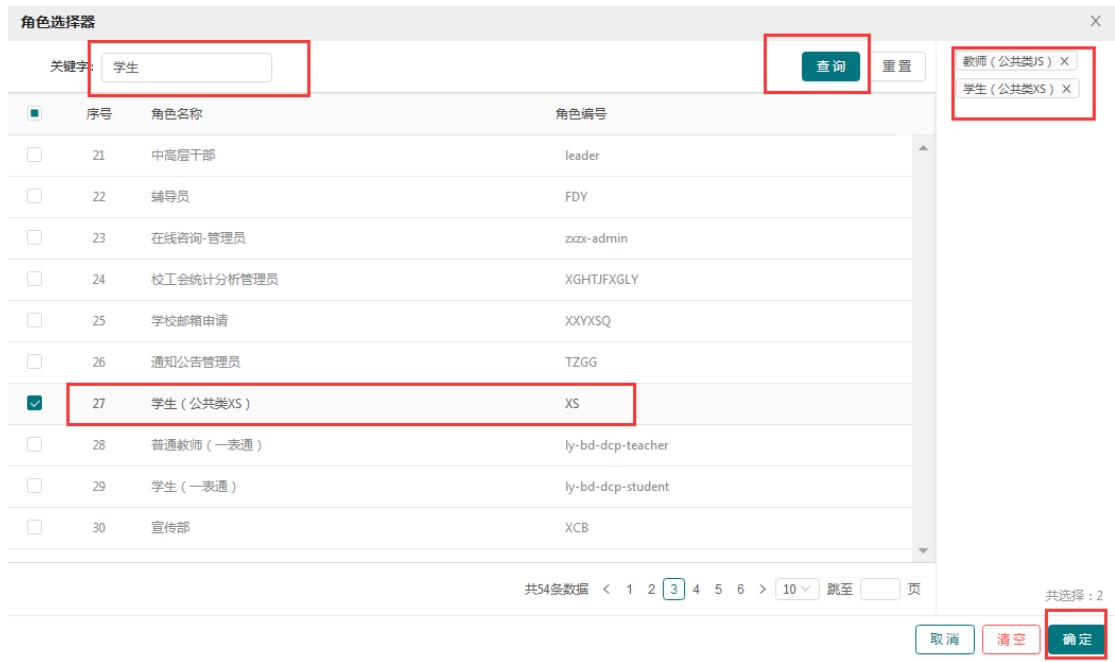 角色选择器
关键字: 学生 查询 重置
教师（公共类JS）
学生（公共类XS）
序号 角色名称 角色编号
21 中高层干部 leader
22 辅导员 FDY
23 在线咨询-管理员 zxzx-admin
24 校工会统计分析管理员 XGHTJFXGLY
25 学校邮箱申请 XXYXSQ
26 通知公告管理员 TZGG
27 学生（公共类XS） XS
28 普通教师（一表通） ly-bd-dcp-teacher
29 学生（一表通） ly-bd-dcp-student
30 宣传部 XCB
共54条数据 < 1 2 3 4 5 6 > 10 跳至 页
共选择：2
取消 清空 确定